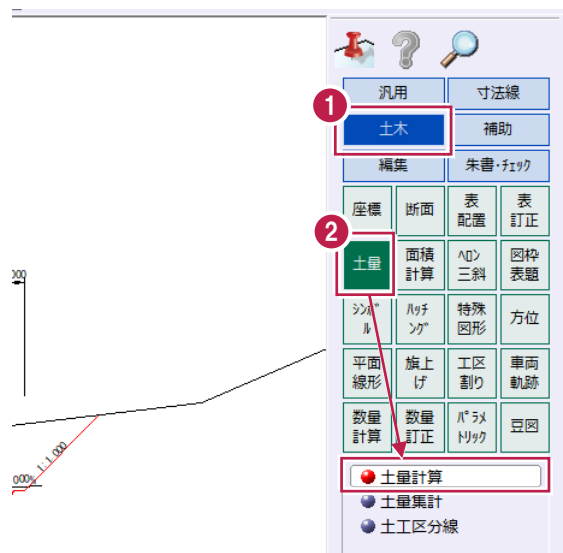 1
汎用 寸法線
土木 補助
編集 朱書・ﾁｪｯｸ
座標 断面 表配置 表訂正
2
土量 面積計算 ﾍﾛﾝ三斜 図枠表題
ｼﾝﾎﾞﾙ ﾊｯﾁﾝｸﾞ 特殊図形 方位
平面線形 旗上げ 工区割り 車両軌跡
数量計算 数量訂正 ﾊﾟﾗﾒﾄﾘｯｸ 豆図
土量計算
土量集計
土工区分線
1:1.000
000%